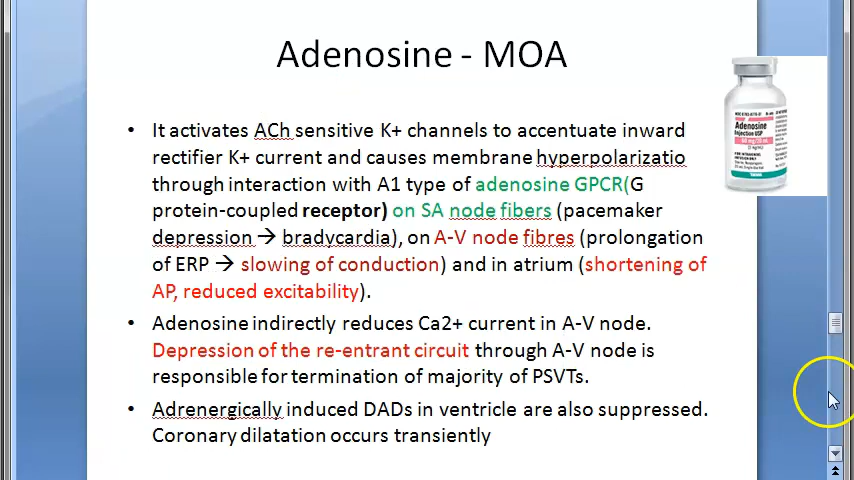 Adenosine - MOA
• It activates ACh sensitive K+ channels to accentuate inward
rectifier K+ current and causes membrane hyperpolarizatio
through interaction with A1 type of adenosine GPCR(G
protein-coupled receptor) on SA node fibers (pacemaker
depression → bradycardia), on A-V node fibres (prolongation
of ERP → slowing of conduction) and in atrium (shortening of
AP, reduced excitability).
• Adenosine indirectly reduces Ca2+ current in A-V node.
Depression of the re-entrant circuit through A-V node is
responsible for termination of majority of PSVTs.
• Adrenergically induced DADs in ventricle are also suppressed.
Coronary dilatation occurs transiently
Adenosine
Injection USP